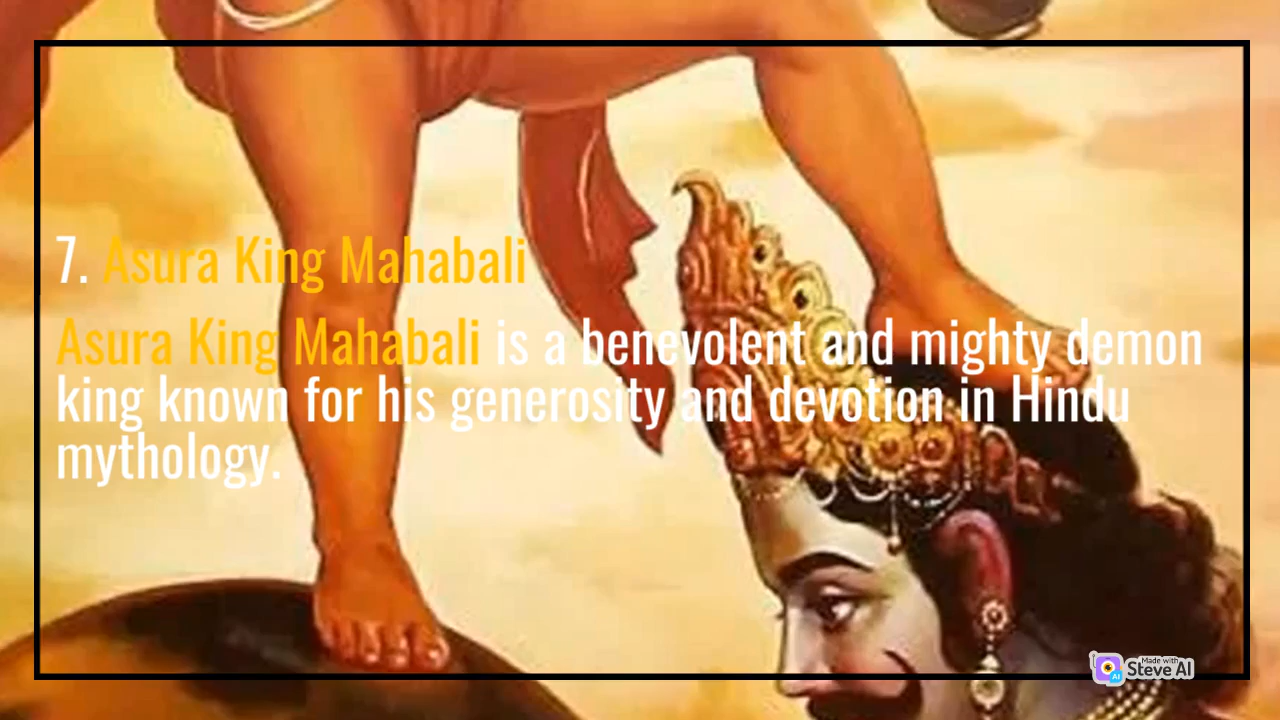 7. Asura King Mahabali
Asura King Mahabali is a benevolent and mighty demon
king known for his generosity and devotion in Hindu
mythology.
Made with
Steve AI
AI